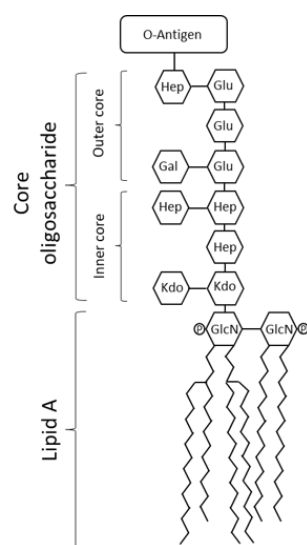 O-Antigen
Hep Glu
Glu
Gal Glu
Hep Hep
Hep
Kdo Kdo
P GlcN GlcN P
Core
oligosaccharide
Outer core
Inner core
Lipid A